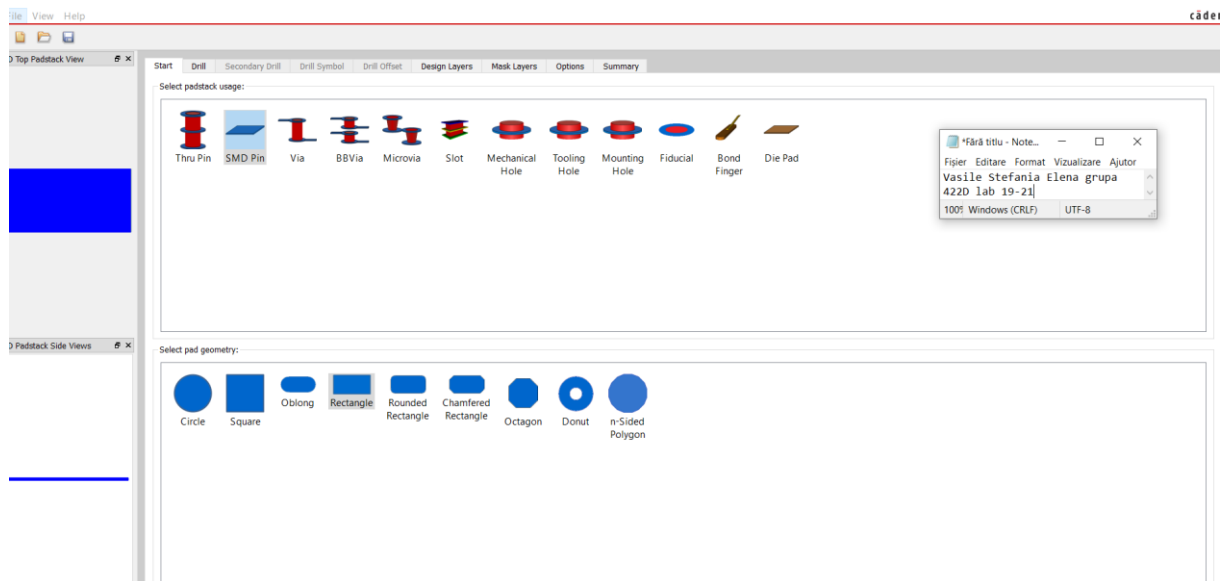 File View Help
cāden
D Top Padstack View
Start Drill Secondary Drill Drill Symbol Drill Offset Design Layers Mask Layers Options Summary
Select padstack usage:
Thru Pin SMD Pin Via BBVia Microvia Slot Mechanical Hole Tooling Hole Mounting Hole Fiducial Bond Finger Die Pad
*Fără titlu - Note...
Fișier Editare Format Vizualizare Ajutor
Vasile Stefania Elena grupa
422D lab 19-21
Windows (CRLF) UTF-8
D Padstack Side Views
Select pad geometry:
Circle Square Oblong Rectangle Rounded Rectangle Chamfered Rectangle Octagon Donut n-Sided Polygon